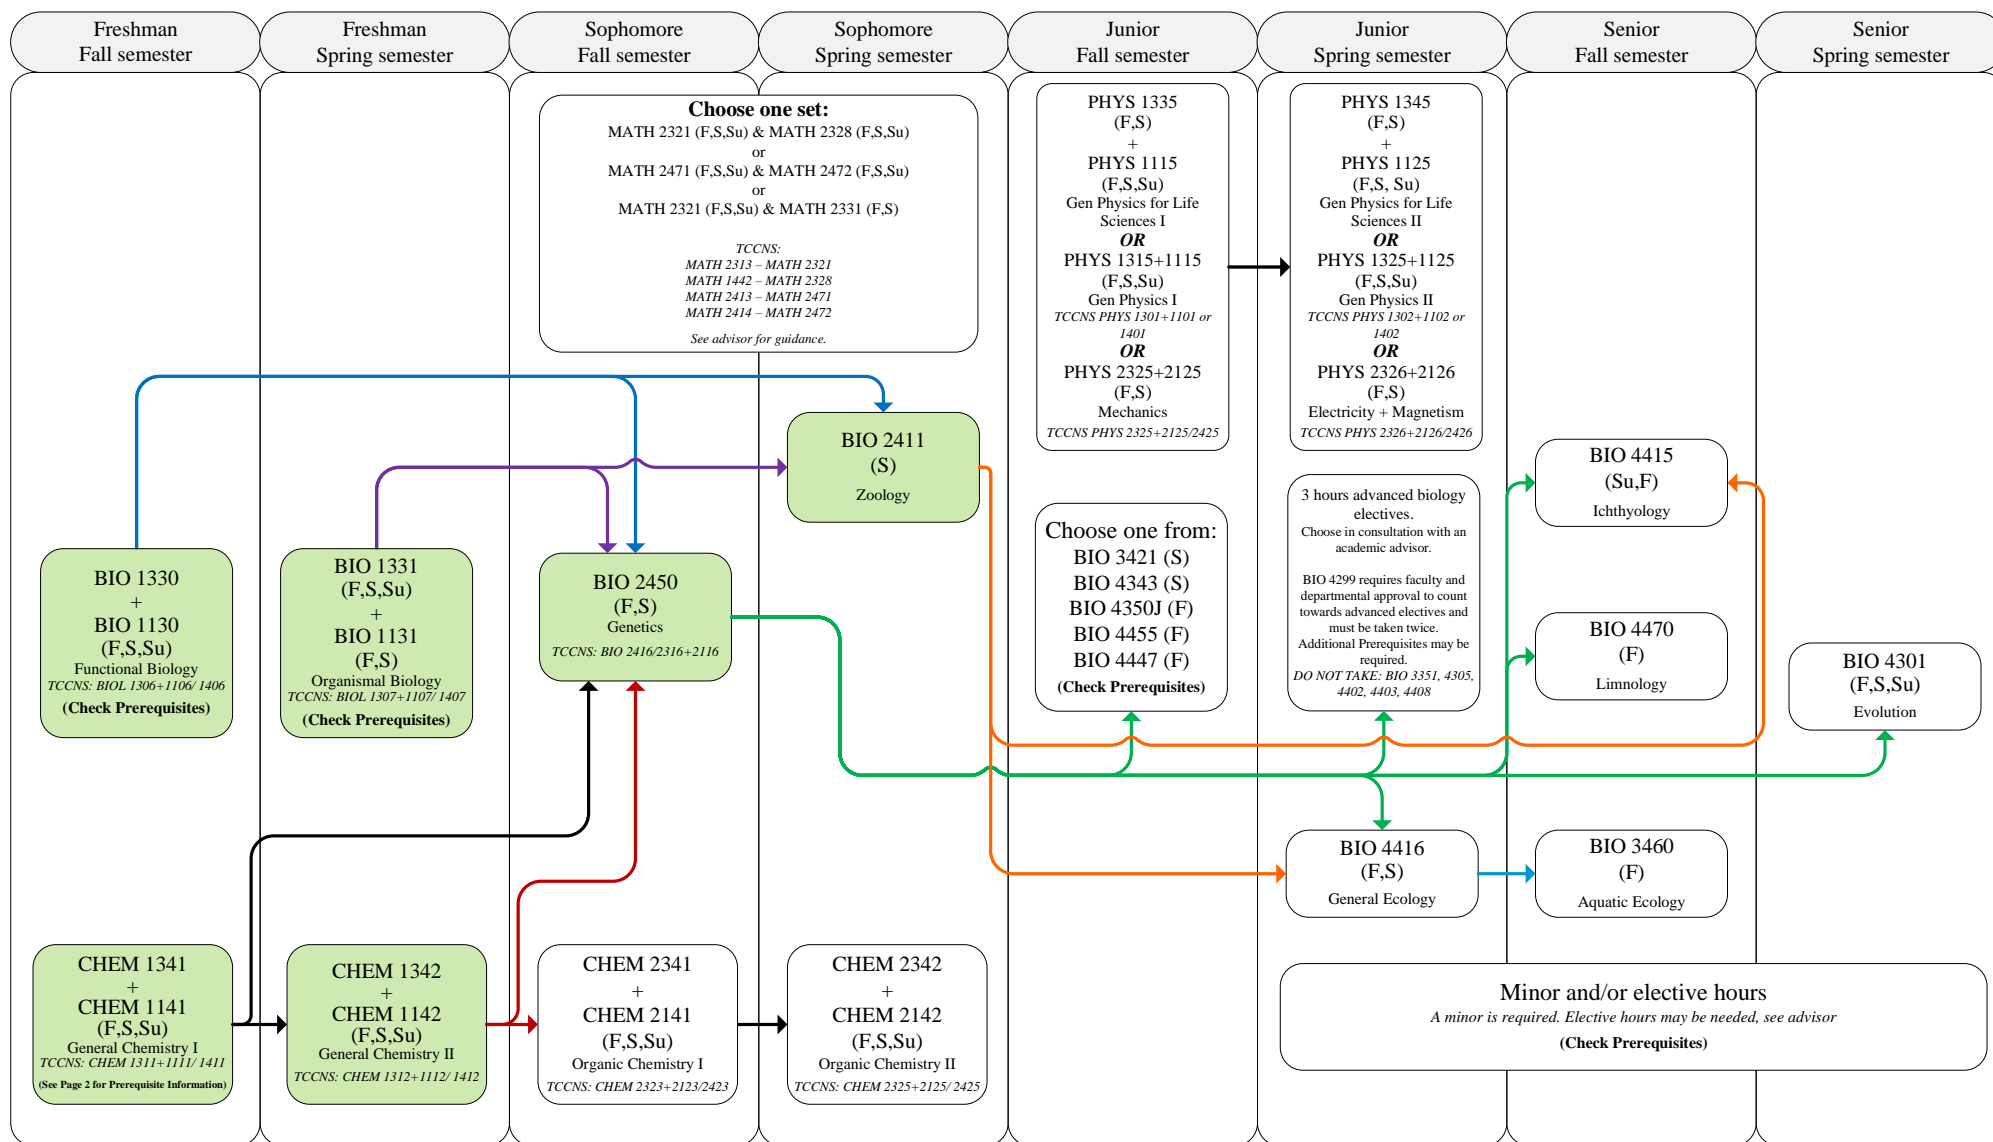 Freshman
Fall semester
Freshman
Spring semester
Sophomore
Fall semester
Sophomore
Spring semester
Junior
Fall semester
Junior
Spring semester
Senior
Fall semester
Senior
Spring semester
Choose one set:
MATH 2321 (F,S,Su) & MATH 2328 (F,S,Su)
or
MATH 2471 (F,S,Su) & MATH 2472 (F,S,Su)
or
MATH 2321 (F,S,Su) & MATH 2331 (F,S)
TCCNS:
MATH 2313 – MATH 2321
MATH 1442 – MATH 2328
MATH 2413 – MATH 2471
MATH 2414 – MATH 2472
See advisor for guidance.
PHYS 1335
(F,S)
+
PHYS 1115
(F,S,Su)
Gen Physics for Life
Sciences I
OR
PHYS 1315+1115
(F,S,Su)
Gen Physics I
TCCNS PHYS 1301+1101 or
1401
OR
PHYS 2325+2125
(F,S)
Mechanics
TCCNS PHYS 2325+2125/2425
PHYS 1345
(F,S)
+
PHYS 1125
(F,S, Su)
Gen Physics for Life
Sciences II
OR
PHYS 1325+1125
(F,S,Su)
Gen Physics II
TCCNS PHYS 1302+1102 or
1402
OR
PHYS 2326+2126
(F,S)
Electricity + Magnetism
TCCNS PHYS 2326+2126/2426
BIO 2411
(S)
Zoology
BIO 4415
(Su,F)
Ichthyology
BIO 1330
+
BIO 1130
(F,S,Su)
Functional Biology
TCCNS: BIOL 1306+1106/ 1406
(Check Prerequisites)
BIO 1331
(F,S,Su)
+
BIO 1131
(F,S)
Organismal Biology
TCCNS: BIOL 1307+1107/ 1407
(Check Prerequisites)
BIO 2450
(F,S)
Genetics
TCCNS: BIO 2416/2316+2116
Choose one from:
BIO 3421 (S)
BIO 4343 (S)
BIO 4350J (F)
BIO 4455 (F)
BIO 4447 (F)
(Check Prerequisites)
3 hours advanced biology
electives.
Choose in consultation with an
academic advisor.
BIO 4299 requires faculty and
departmental approval to count
towards advanced electives and
must be taken twice.
Additional Prerequisites may be
required.
DO NOT TAKE: BIO 3351, 4305,
4402, 4403, 4408
BIO 4470
(F)
Limnology
BIO 4301
(F,S,Su)
Evolution
BIO 4416
(F,S)
General Ecology
BIO 3460
(F)
Aquatic Ecology
CHEM 1341
+
CHEM 1141
(F,S,Su)
General Chemistry I
TCCNS: CHEM 1311+1111/ 1411
(See Page 2 for Prerequisite Information)
CHEM 1342
+
CHEM 1142
(F,S,Su)
General Chemistry II
TCCNS: CHEM 1312+1112/ 1412
CHEM 2341
+
CHEM 2141
(F,S,Su)
Organic Chemistry I
TCCNS: CHEM 2323+2123/2423
CHEM 2342
+
CHEM 2142
(F,S,Su)
Organic Chemistry II
TCCNS: CHEM 2325+2125/ 2425
Minor and/or elective hours
A minor is required. Elective hours may be needed, see advisor
(Check Prerequisites)